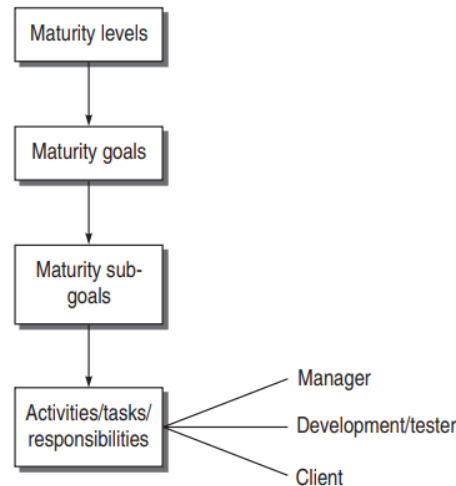 Maturity levels
Maturity goals
Maturity sub-
goals
Activities/tasks/
responsibilities
Manager
Development/tester
Client